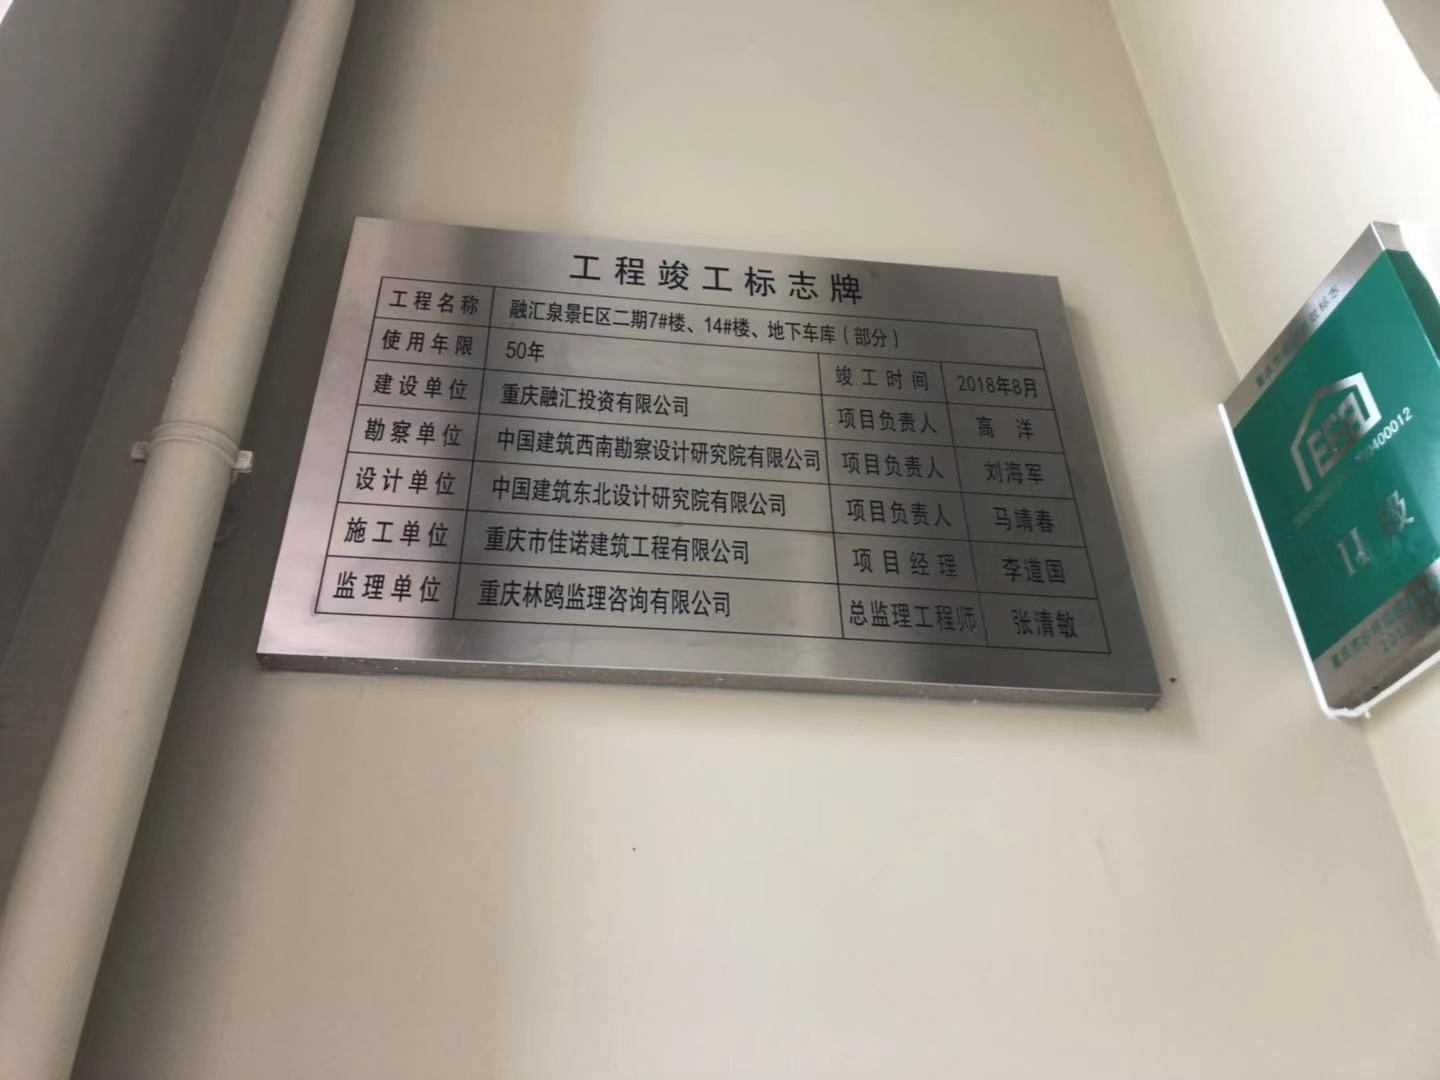 工程竣工标志牌
工程名称 融汇泉景E区二期7#楼、14#楼、地下车库（部分）
使用年限 50年 竣工时间 2018年8月
建设单位 重庆融汇投资有限公司 项目负责人 高洋
勘察单位 中国建筑西南勘察设计研究院有限公司 项目负责人 刘海军
设计单位 中国建筑东北设计研究院有限公司 项目负责人 马靖春
施工单位 重庆市佳诺建筑工程有限公司 项目经理 李道国
监理单位 重庆林鸥监理咨询有限公司 总监理工程师 张清敏
标志
400012
II级